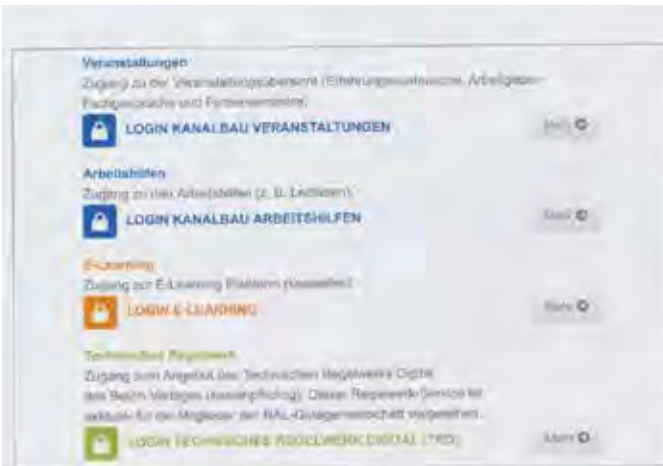 Veranstaltungen
Zugang zu der Veranstaltungsübersicht (Erfahrungsaustausche, Arbeitgeber-
Fachgespräche und Firmenseminare)
LOGIN KANALBAU VERANSTALTUNGEN
Mehr
Arbeitshilfen
Zugang zu den Arbeitshilfen (z. B. Leitfäden)
LOGIN KANALBAU ARBEITSHILFEN
Mehr
E-Learning
Zugang zur E-Learning Plattform (kostenfrei)
LOGIN E-LEARNING
Mehr
Technisches Regelwerk
Zugang zum Angebot des Technischen Regelwerks Digital
des Beuth Verlages (kostenpflichtig). Dieser Regelwerk-Service ist
exklusiv für die Mitglieder der RAL-Gütegemeinschaft vorgesehen.
LOGIN TECHNISCHES REGELWERK DIGITAL (TRD)
Mehr